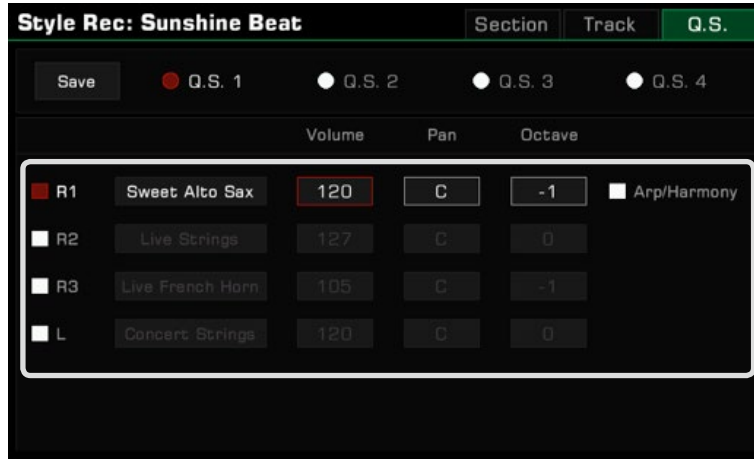 Style Rec: Sunshine Beat Section Track Q.S.
Save Q.S. 1 Q.S. 2 Q.S. 3 Q.S. 4
Volume Pan Octave
R1 Sweet Alto Sax 120 C -1 Arp/Harmony
R2 Live Strings 127 C 0
R3 Live French Horn 105 C -1
L Concert Strings 120 C 0